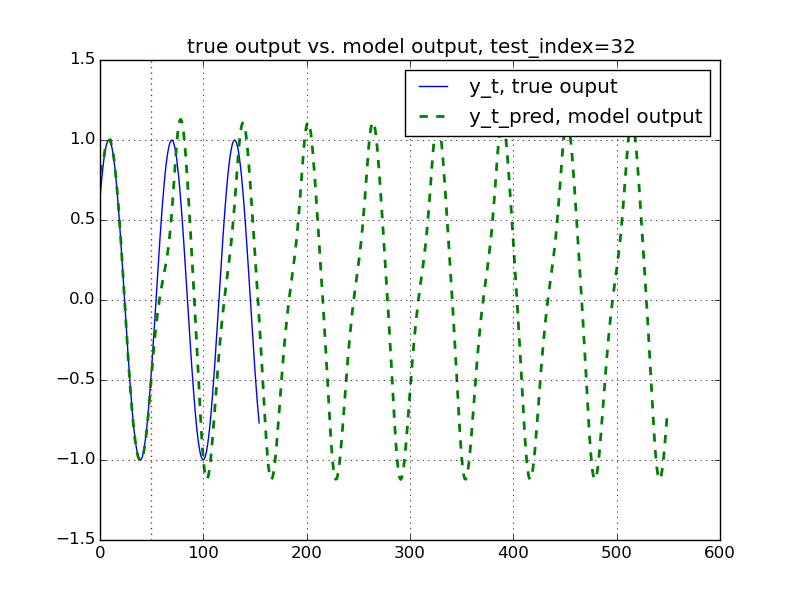 true output vs. model output, test_index=32
y_t, true ouput
y_t_pred, model output
1.5
1.0
0.5
0.0
−0.5
−1.0
−1.5
0 100 200 300 400 500 600